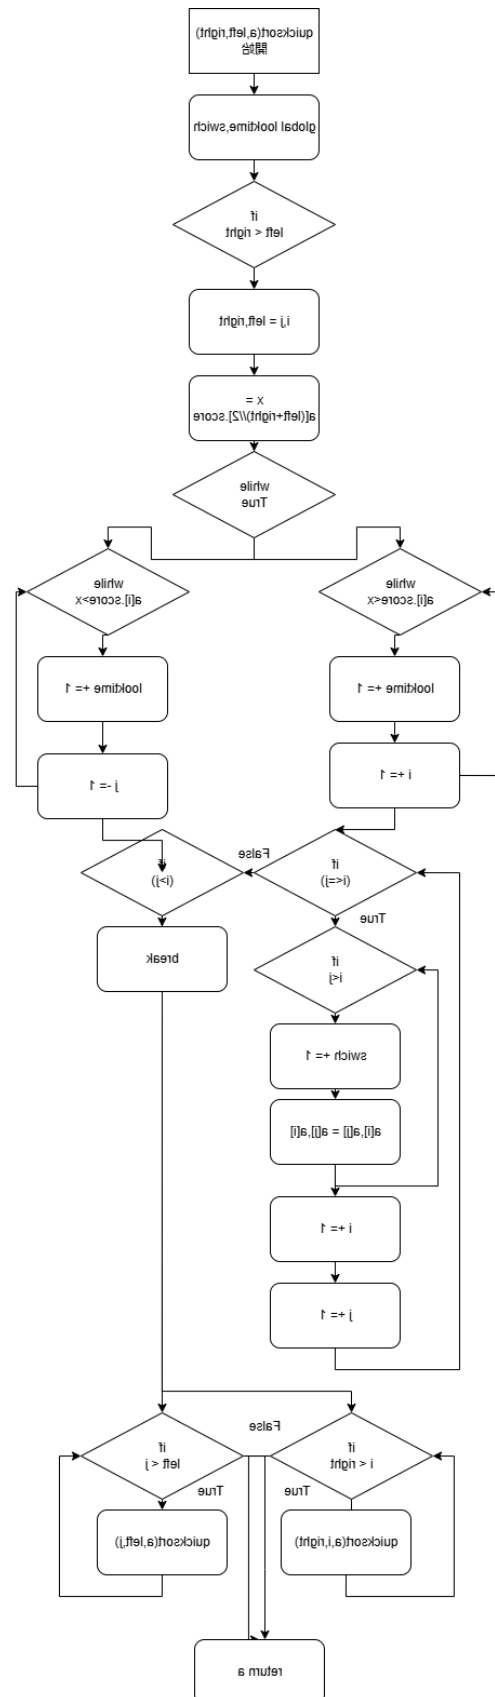 quicksort(a,left,right)
開始
global looktime,swich
if
left < right
i,j = left,right
x =
a[(left+right)//2].score
while
True
while
a[i].score<x
while
a[i].score>x
looktime += 1
looktime += 1
i += 1
j -= 1
if
(i<=j)
False
if
(i>j)
True
if
i<j
break
swich += 1
a[i],a[j] = a[j],a[i]
i += 1
j += 1
if
i < right
False
if
left < j
True
True
quicksort(a,i,right)
quicksort(a,left,j)
return a